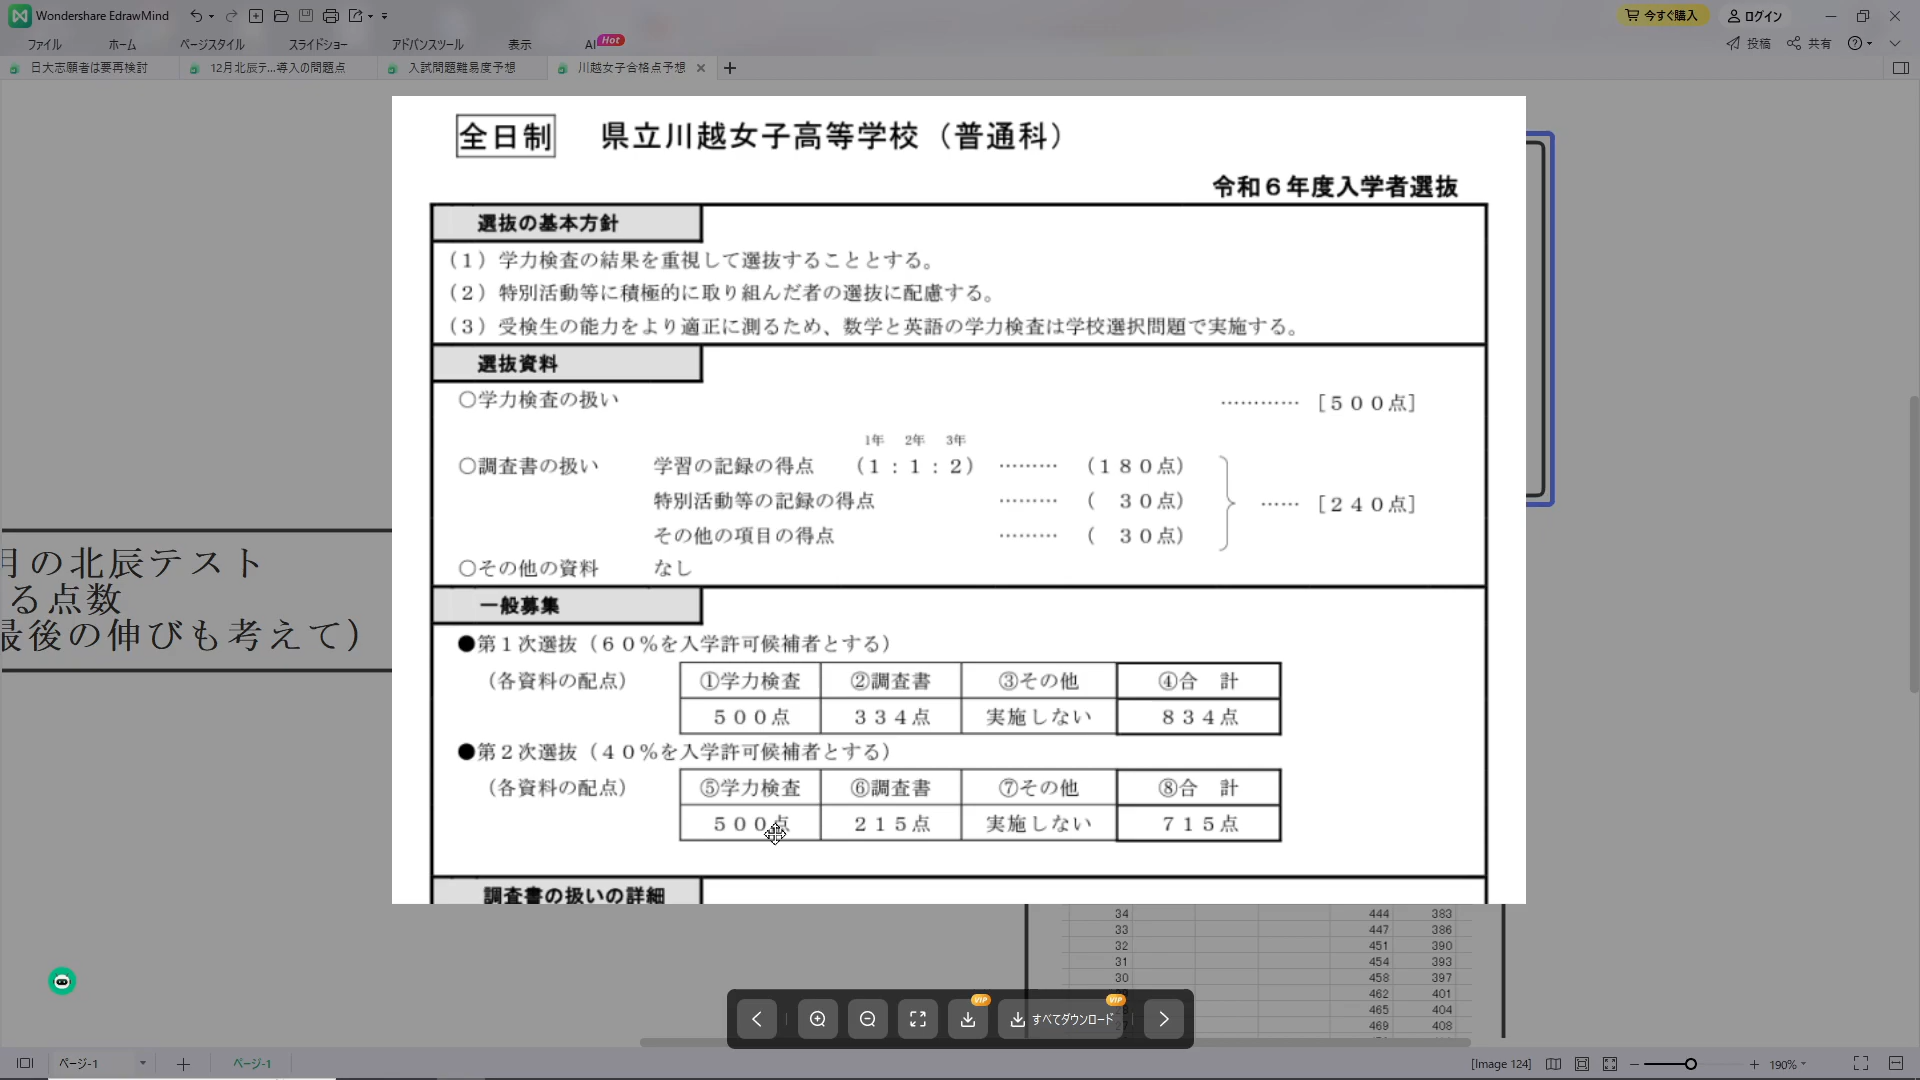 Wondershare EdrawMind
今すぐ購入
ログイン
ファイル
ホーム
ページスタイル
スライドショー
アドバンスツール
表示
AI
Hot
投稿
共有
日大志願者は要再検討
12月北辰テ...導入の問題点
入試問題難易度予想
川越女子合格点予想
全日制 県立川越女子高等学校（普通科）
令和６年度入学者選抜
選抜の基本方針
（１）学力検査の結果を重視して選抜することとする。
（２）特別活動等に積極的に取り組んだ者の選抜に配慮する。
（３）受検生の能力をより適正に測るため、数学と英語の学力検査は学校選択問題で実施する。
選抜資料
○学力検査の扱い ………… ［５００点］
1年 2年 3年
○調査書の扱い 学習の記録の得点 （１：１：２） ……… （１８０点）
特別活動等の記録の得点 ……… （ ３０点） …… ［２４０点］
その他の項目の得点 ……… （ ３０点）
○その他の資料 なし
一般募集
●第１次選抜（６０％を入学許可候補者とする）
（各資料の配点） ①学力検査 ②調査書 ③その他 ④合 計
５００点 ３３４点 実施しない ８３４点
●第２次選抜（４０％を入学許可候補者とする）
（各資料の配点） ⑤学力検査 ⑥調査書 ⑦その他 ⑧合 計
５００点 ２１５点 実施しない ７１５点
調査書の扱いの詳細
月の北辰テスト
る点数
最後の伸びも考えて）
34 444 383
33 447 386
32 451 390
31 454 393
30 458 397
462 401
465 404
27 469 408
VIP
VIP
すべてダウンロード
ページ-1
ページ-1
[Image 124]
190%